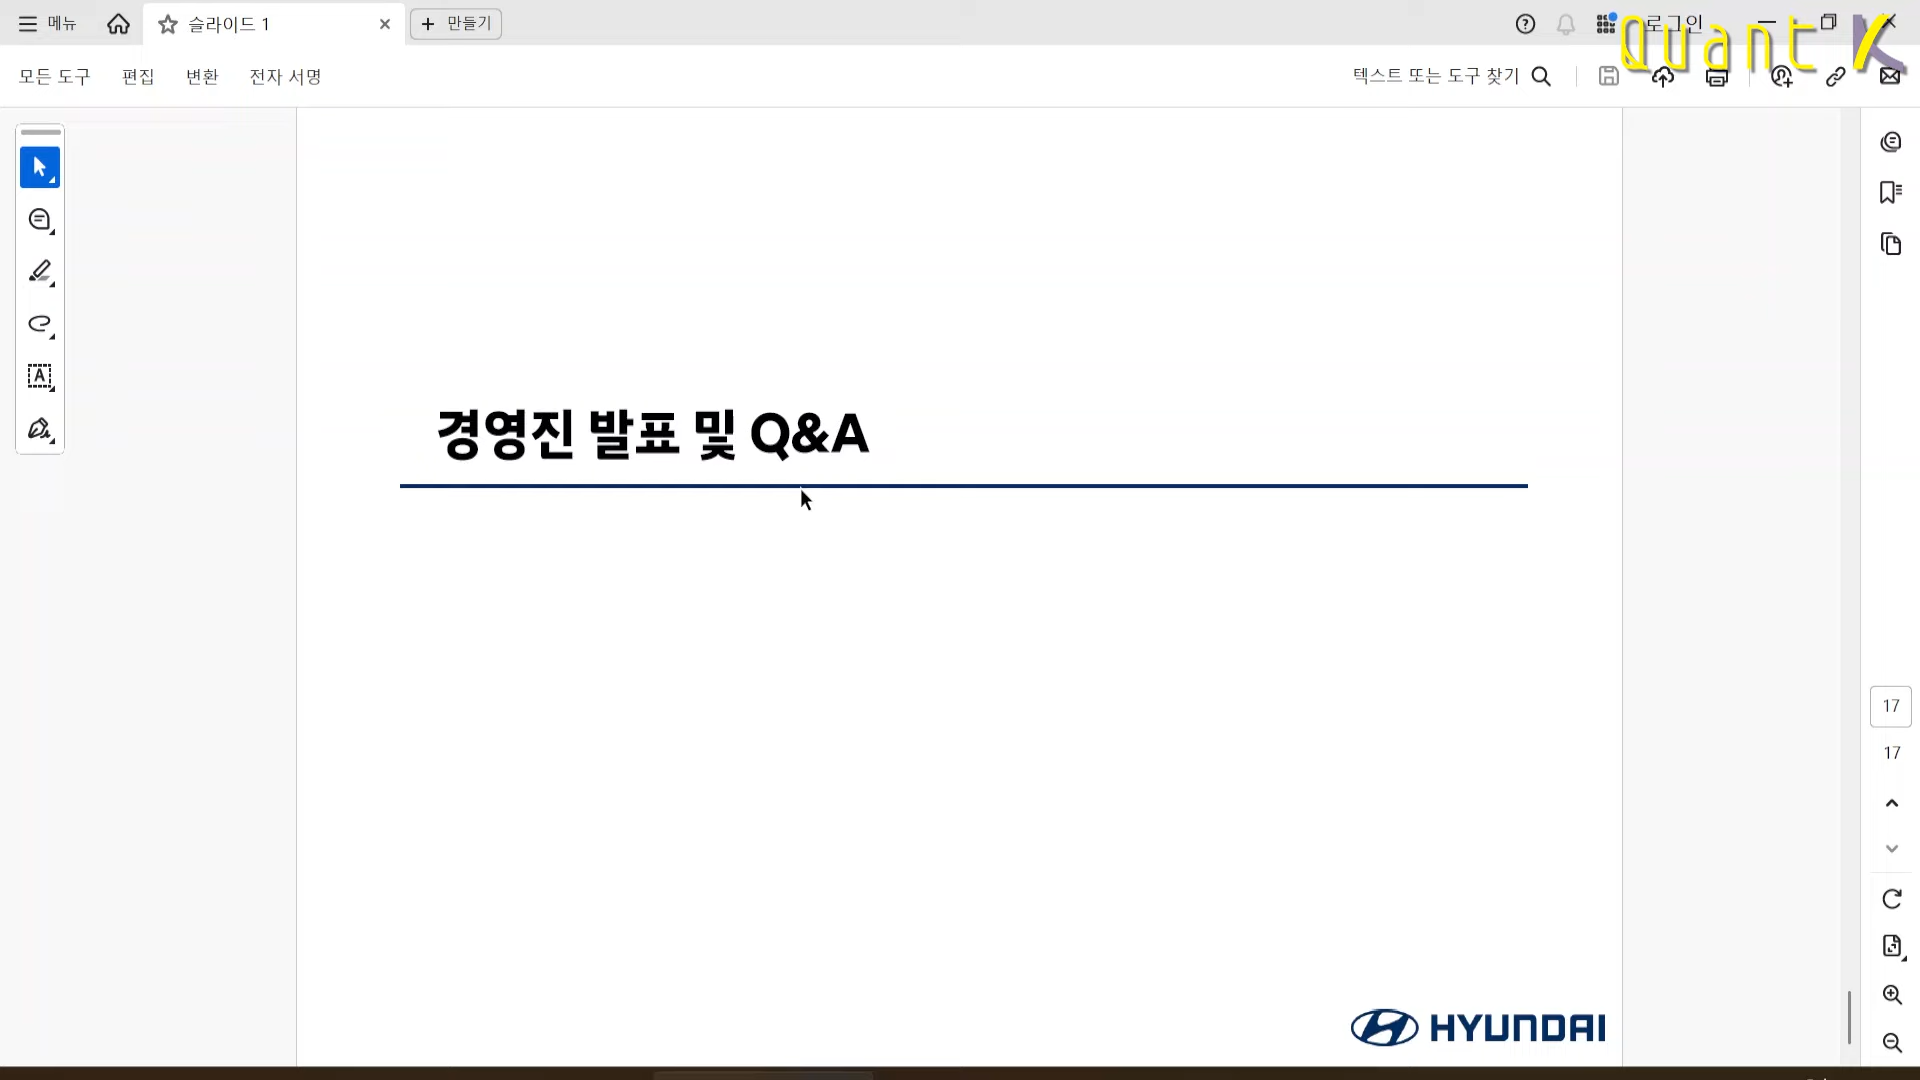 메뉴
슬라이드 1
만들기
로그인
Quant K
모든 도구
편집
변환
전자 서명
텍스트 또는 도구 찾기
경영진 발표 및 Q&A
17
17
HYUNDAI